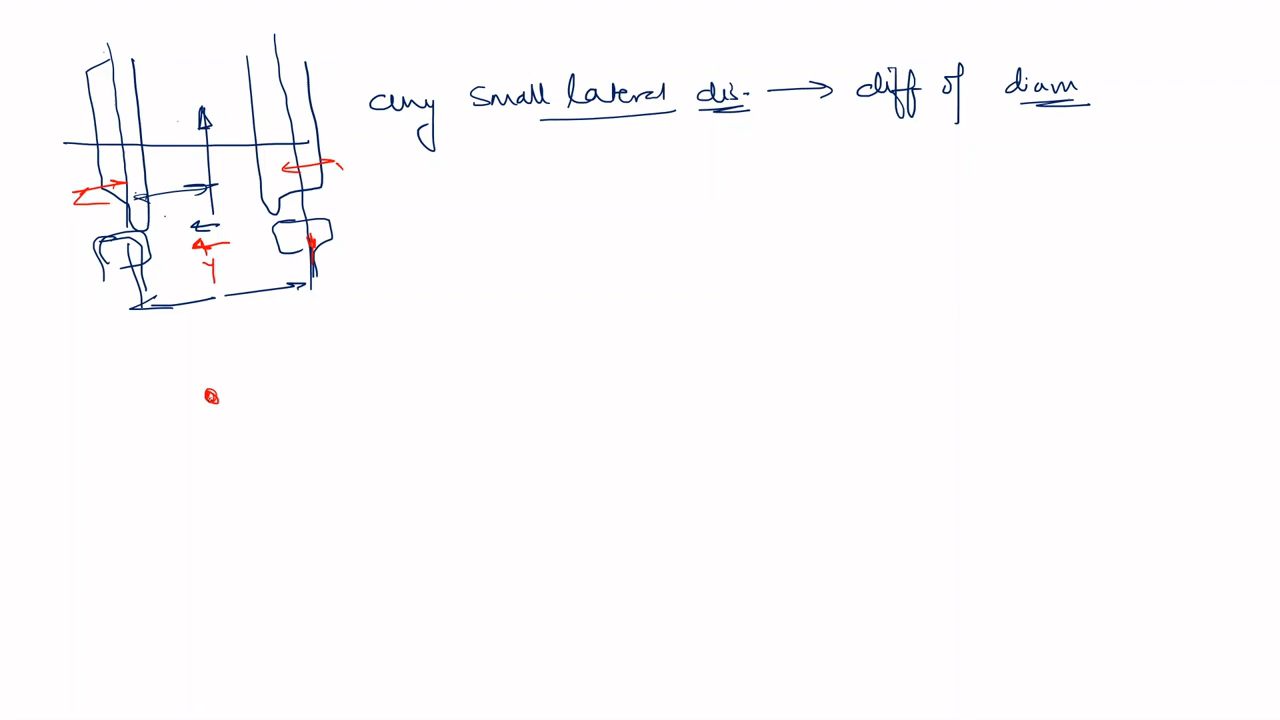 any small lateral dis. → diff of diam
Y